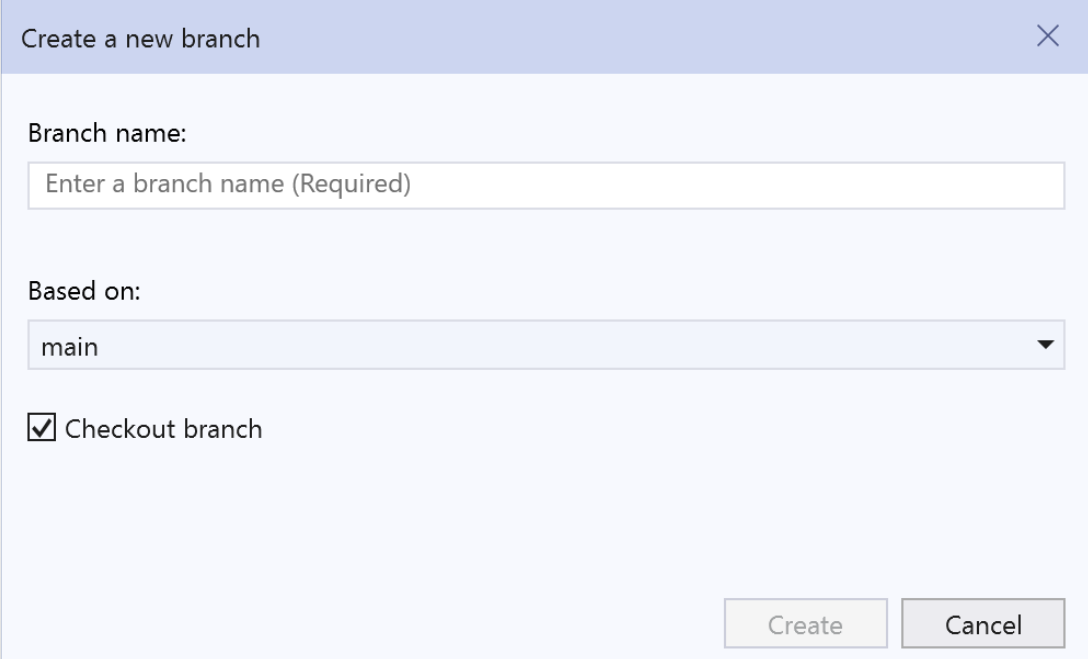 Create a new branch
Branch name:
Enter a branch name (Required)
Based on:
main
Checkout branch
Create
Cancel